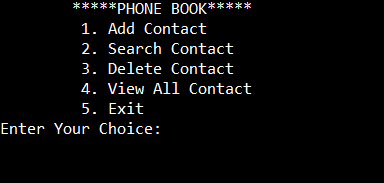 *****PHONE BOOK*****
1. Add Contact
2. Search Contact
3. Delete Contact
4. View All Contact
5. Exit
Enter Your Choice: